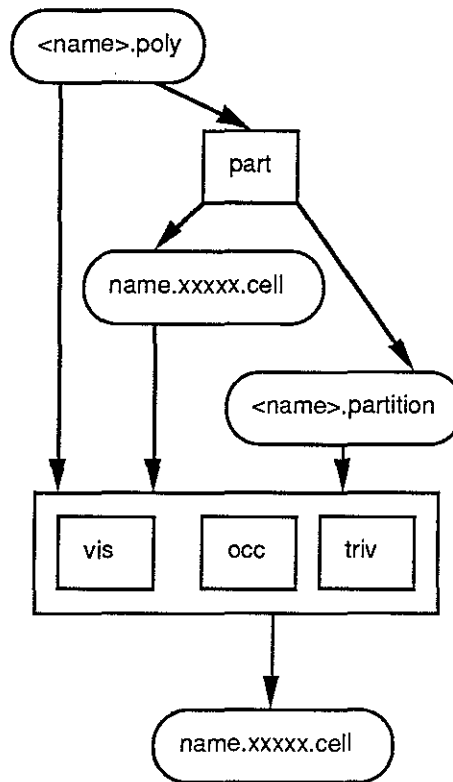 <name>.poly
part
name.xxxxx.cell
<name>.partition
vis
occ
triv
name.xxxxx.cell